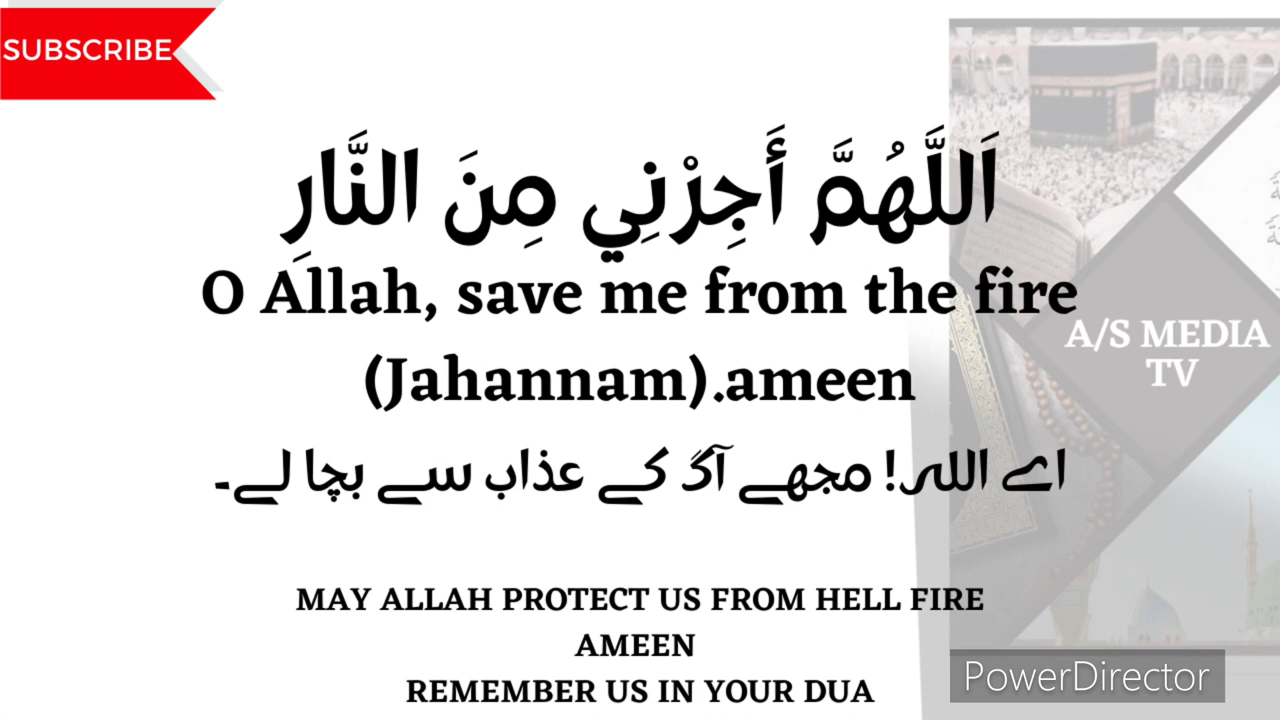 SUBSCRIBE
اَللَّهُمَّ أَجِرْنِي مِنَ النَّارِ
O Allah, save me from the fire
(Jahannam).ameen
اے اللہ! مجھے آگ کے عذاب سے بچا لے۔
A/S MEDIA
TV
MAY ALLAH PROTECT US FROM HELL FIRE
AMEEN
REMEMBER US IN YOUR DUA
PowerDirector